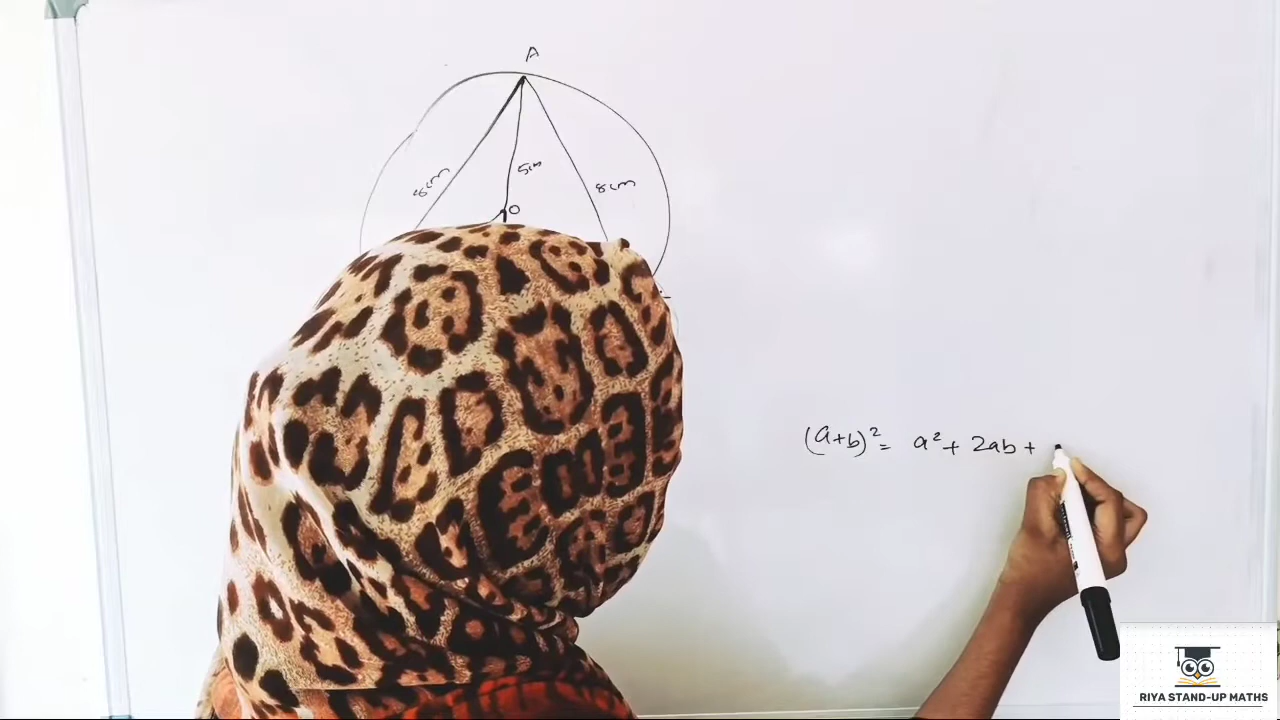 A
8cm
5cm
8cm
O
(a+b)² = a² + 2ab +
RIYA STAND-UP MATHS